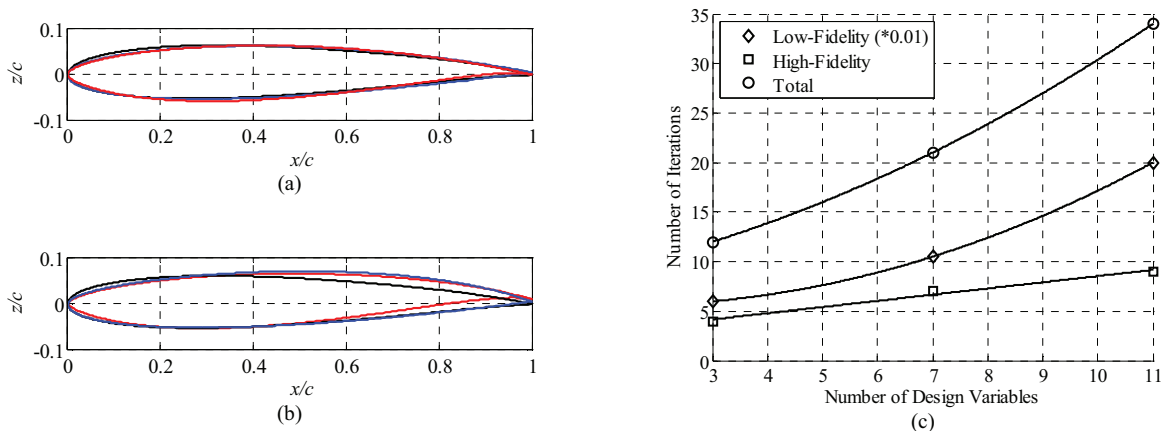 0.1
z/c
0
-0.1
0 0.2 0.4 0.6 0.8 1
x/c
(a)
0.1
z/c
0
-0.1
0 0.2 0.4 0.6 0.8 1
x/c
(b)
35
30
25
20
15
10
5
0
Number of Iterations
Low-Fidelity (*0.01)
High-Fidelity
Total
3 4 5 6 7 8 9 10 11
Number of Design Variables
(c)